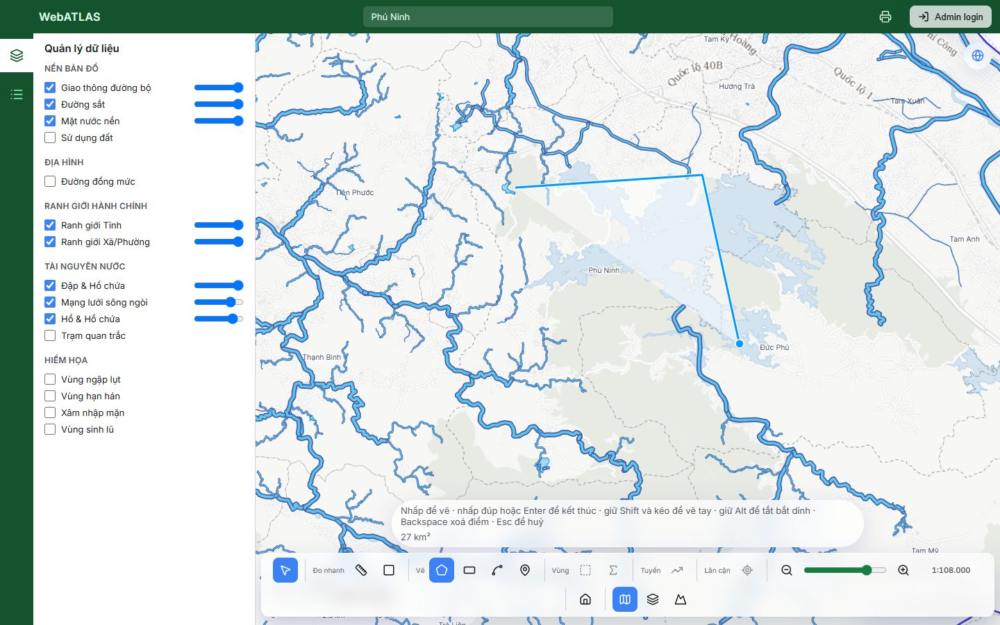 WebATLAS
Phú Ninh
Admin login
Quản lý dữ liệu
NỀN BẢN ĐỒ
Giao thông đường bộ
Đường sắt
Mặt nước nền
Sử dụng đất
ĐỊA HÌNH
Đường đồng mức
RANH GIỚI HÀNH CHÍNH
Ranh giới Tỉnh
Ranh giới Xã/Phường
TÀI NGUYÊN NƯỚC
Đập & Hồ chứa
Mạng lưới sông ngòi
Hồ & Hồ chứa
Trạm quan trắc
HIỂM HỌA
Vùng ngập lụt
Vùng hạn hán
Xâm nhập mặn
Vùng sinh lũ
Tam Kỳ
Hoàng
Quốc lộ 40B
Hương Trà
Quốc lộ 1
Tam Xuân
Tiên Phước
Tam Anh
Phú Ninh
Đức Phú
Thạnh Bình
Nhấp để vẽ · nhấp đúp hoặc Enter để kết thúc · giữ Shift và kéo để vẽ tay · giữ Alt để tắt bắt dính ·
Backspace xoá điểm · Esc để huỷ
27 km²
Tam Mỹ
Đo nhanh
Vẽ
Vùng
Tuyến
Lân cận
1:108.000